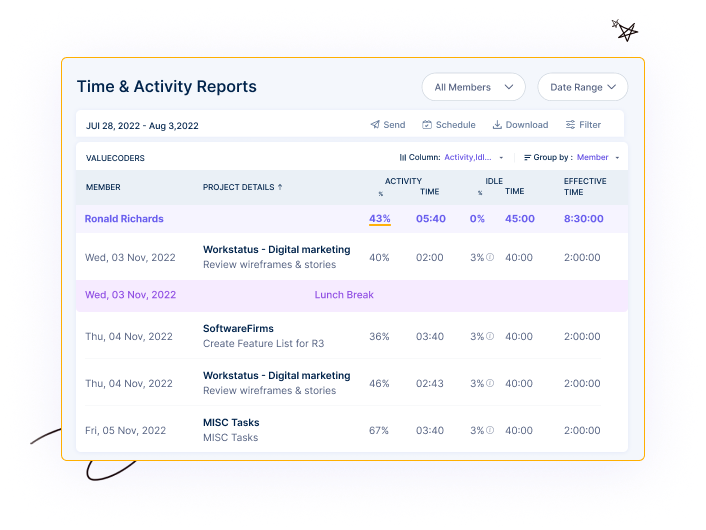 Time & Activity Reports
All Members
Date Range
JUl 28, 2022 - Aug 3,2022
Send
Schedule
Download
Filter
VALUECODERS
Column: Activity,Idl...
Group by : Member
MEMBER
PROJECT DETAILS ↑
ACTIVITY
% TIME
IDLE
% TIME
EFFECTIVE
TIME
Ronald Richards 43% 05:40 0% 45:00 8:30:00
Wed, 03 Nov, 2022
Workstatus - Digital marketing
Review wireframes & stories
40% 02:00 3% 40:00 2:00:00
Wed, 03 Nov, 2022 Lunch Break
Thu, 04 Nov, 2022
SoftwareFirms
Create Feature List for R3
36% 03:40 3% 40:00 2:00:00
Thu, 04 Nov, 2022
Workstatus - Digital marketing
Review wireframes & stories
46% 02:43 3% 40:00 2:00:00
Fri, 05 Nov, 2022
MISC Tasks
MISC Tasks
67% 03:40 3% 40:00 2:00:00